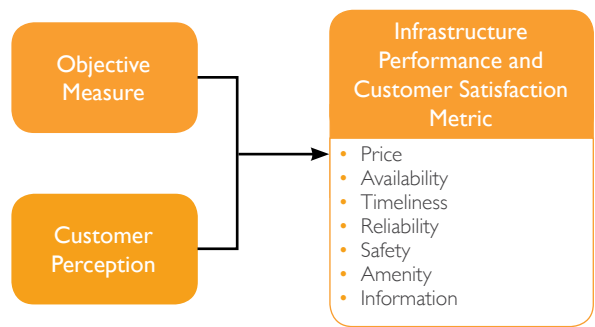 Objective
Measure
Customer
Perception
Infrastructure
Performance and
Customer Satisfaction
Metric
• Price
• Availability
• Timeliness
• Reliability
• Safety
• Amenity
• Information